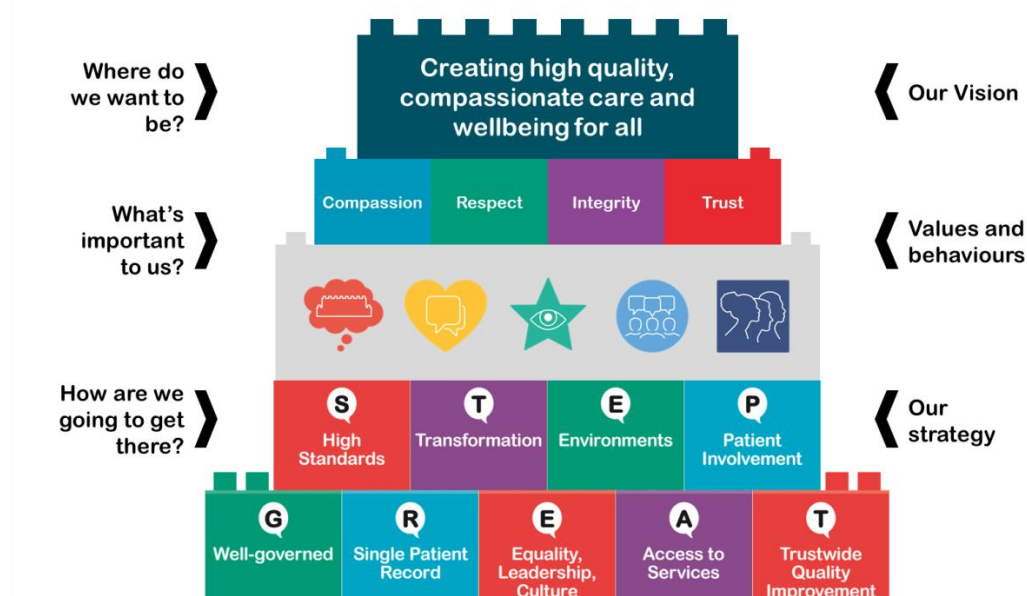 Where do
we want to
be?
Creating high quality,
compassionate care and
wellbeing for all
Our Vision
What's
important
to us?
Compassion
Respect
Integrity
Trust
Values and
behaviours
How are we
going to get
there?
S
High
Standards
T
Transformation
E
Environments
P
Patient
Involvement
Our
strategy
G
Well-governed
R
Single Patient
Record
E
Equality,
Leadership,
Culture
A
Access to
Services
T
Trustwide
Quality
Improvement